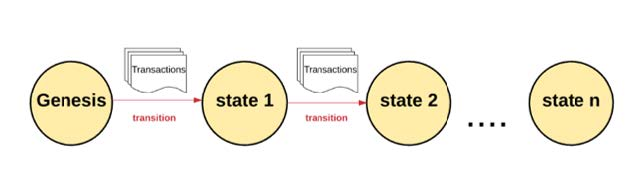 Transactions
Transactions
Genesis
state 1
state 2
state n
transition
transition
....